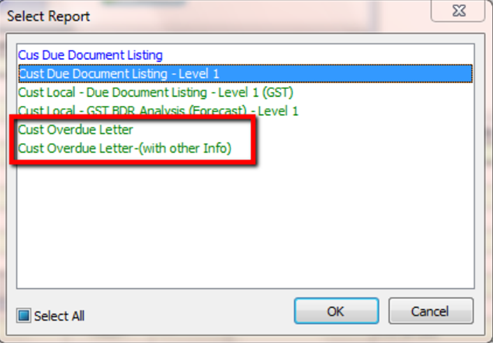 Select Report
Cus Due Document Listing
Cust Due Document Listing - Level 1
Cust Local - Due Document Listing - Level 1 (GST)
Cust Local - GST BDR Analysis (Forecast) - Level 1
Cust Overdue Letter
Cust Overdue Letter-(with other Info)
Select All
OK
Cancel